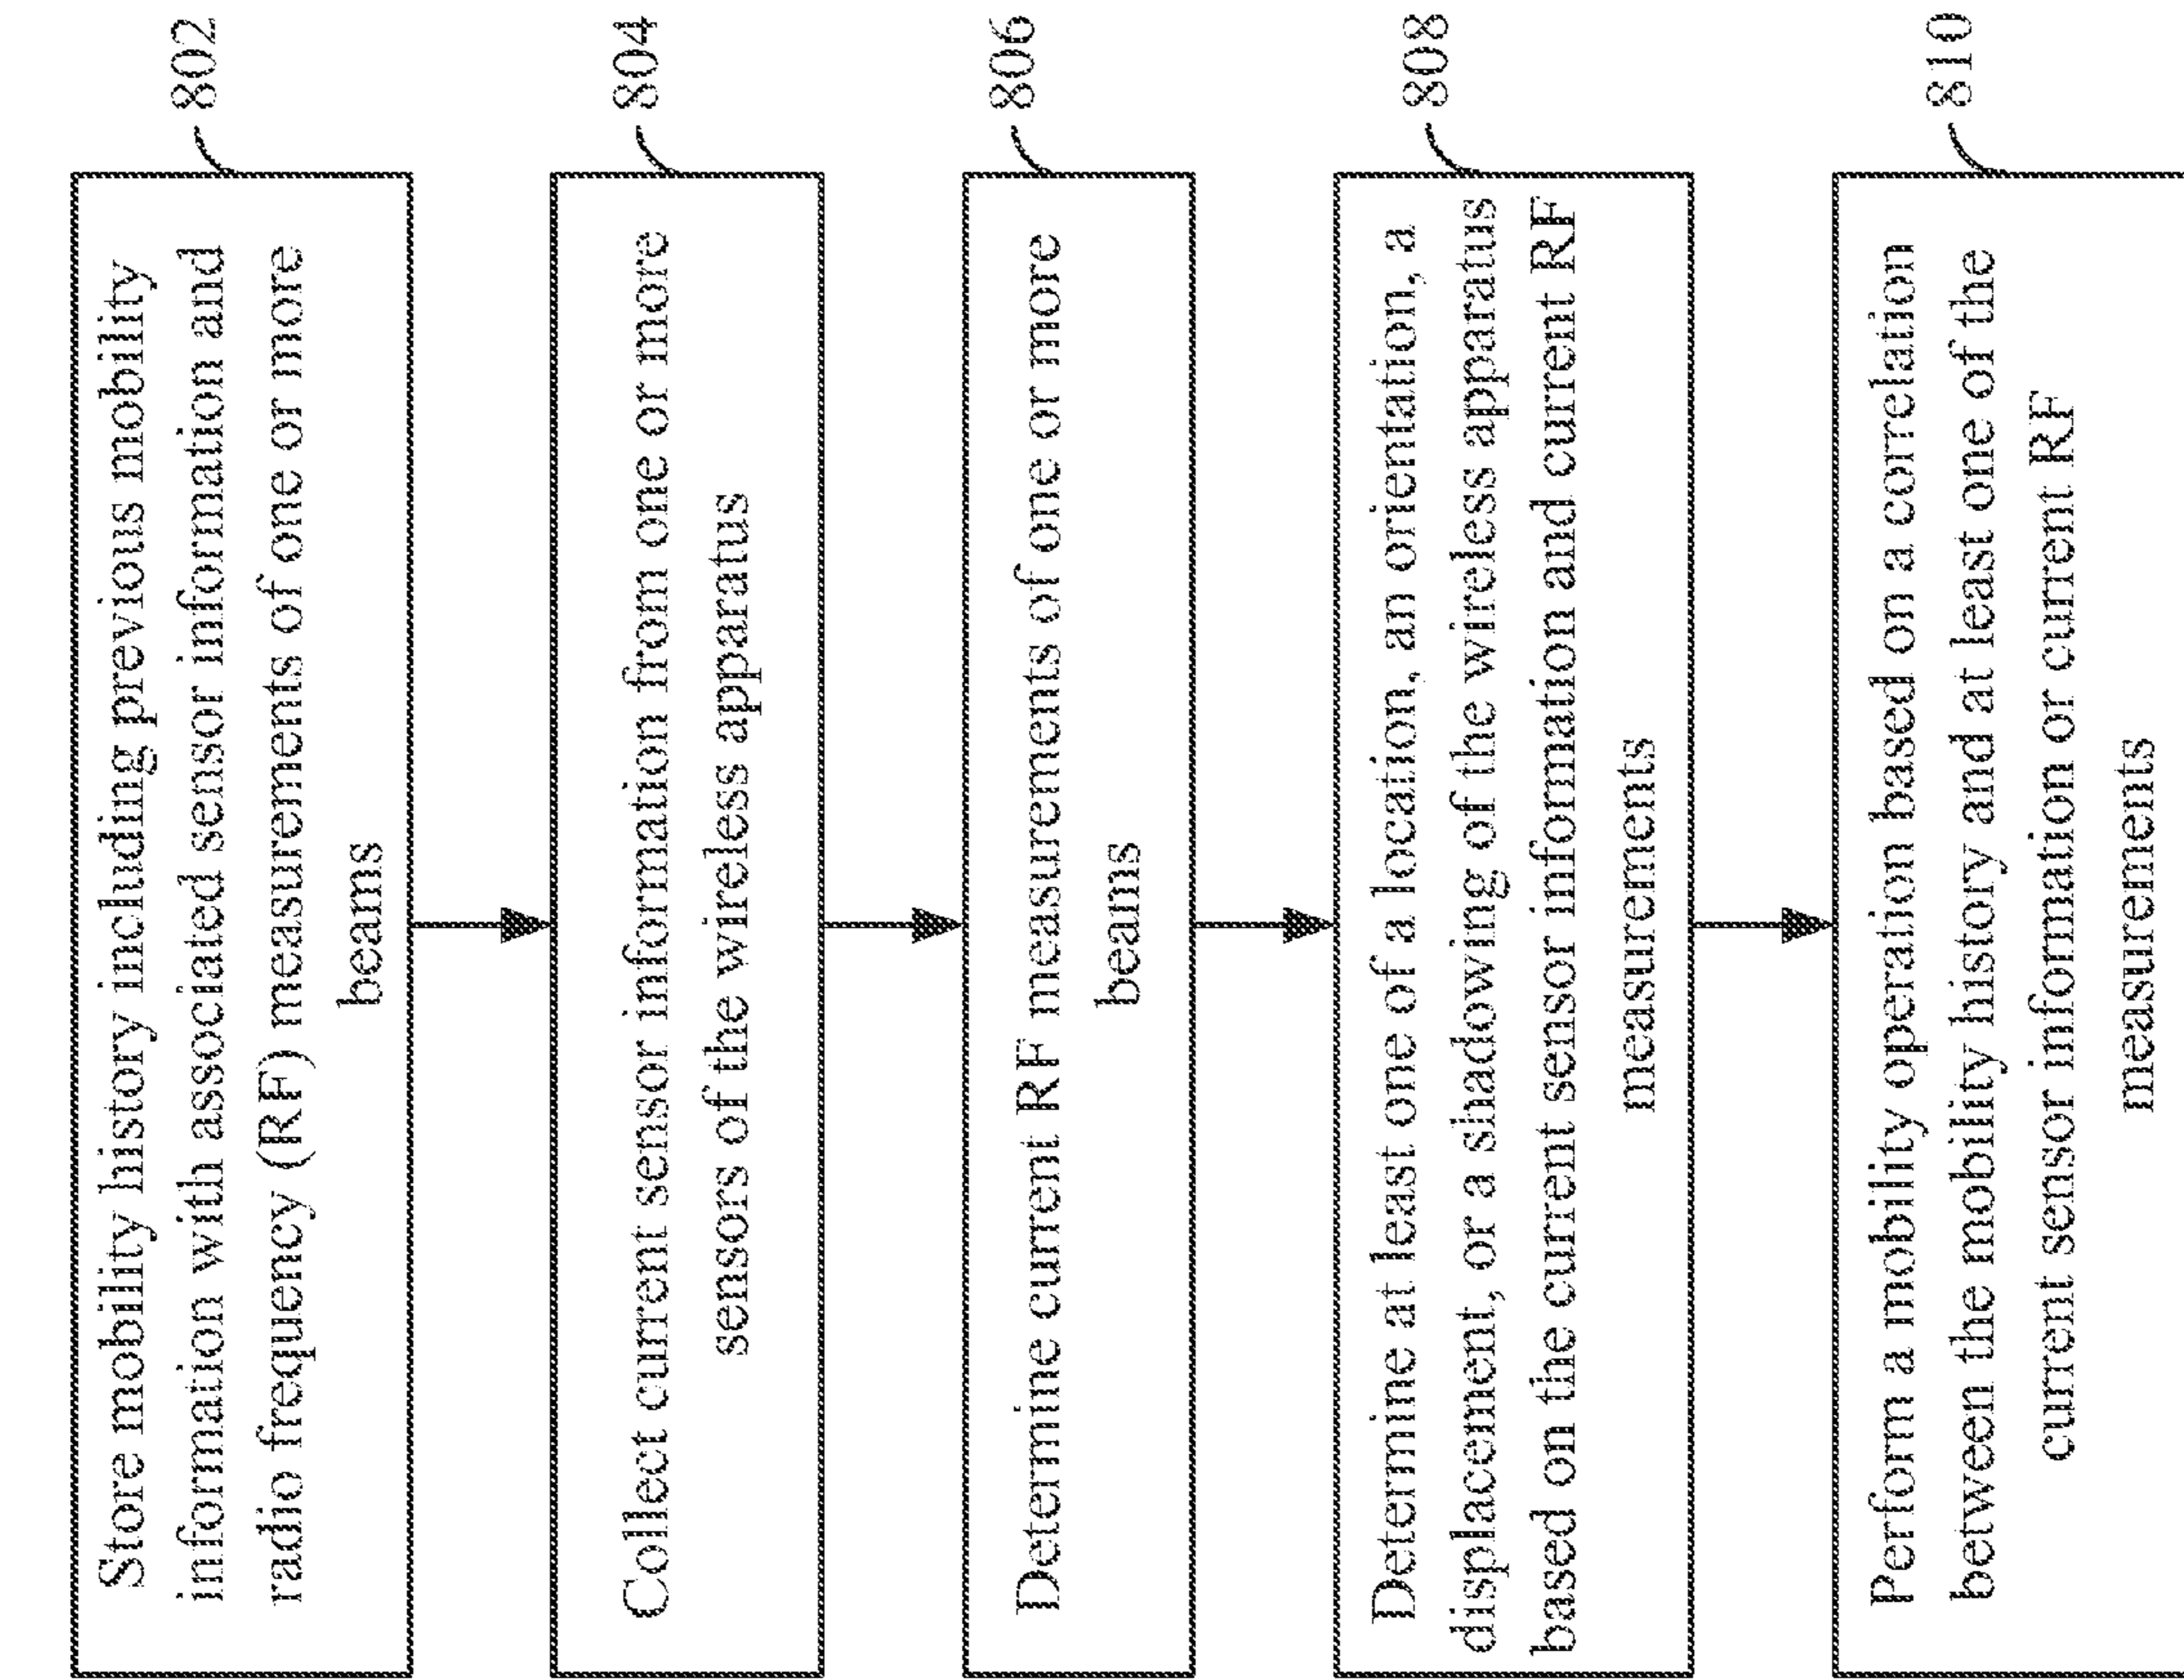 Store mobility history including previous mobility
information with associated sensor information and
radio frequency (RF) measurements of one or more
beams
802
Collect current sensor information from one or more
sensors of the wireless apparatus
804
Determine current RF measurements of one or more
beams
806
Determine at least one of a location, an orientation, a
displacement, or a shadowing of the wireless apparatus
based on the current sensor information and current RF
measurements
808
Perform a mobility operation based on a correlation
between the mobility history and at least one of the
current sensor information or current RF
measurements
810